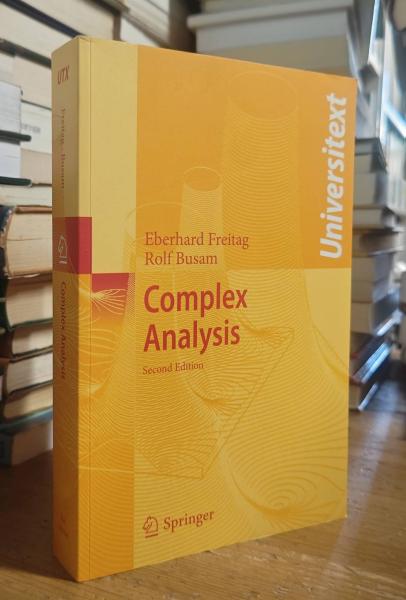 UTX
Freitag · Busam
Complex Analysis
Universitext
Eberhard Freitag
Rolf Busam
Complex
Analysis
Second Edition
Springer